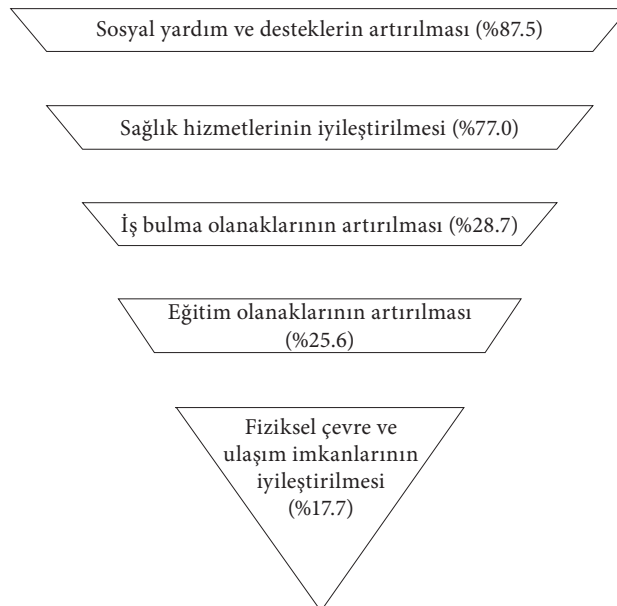 Sosyal yardım ve desteklerin artırılması (%87.5)
Sağlık hizmetlerinin iyileştirilmesi (%77.0)
İş bulma olanaklarının artırılması (%28.7)
Eğitim olanaklarının artırılması
(%25.6)
Fiziksel çevre ve
ulaşım imkanlarının
iyileştirilmesi
(%17.7)